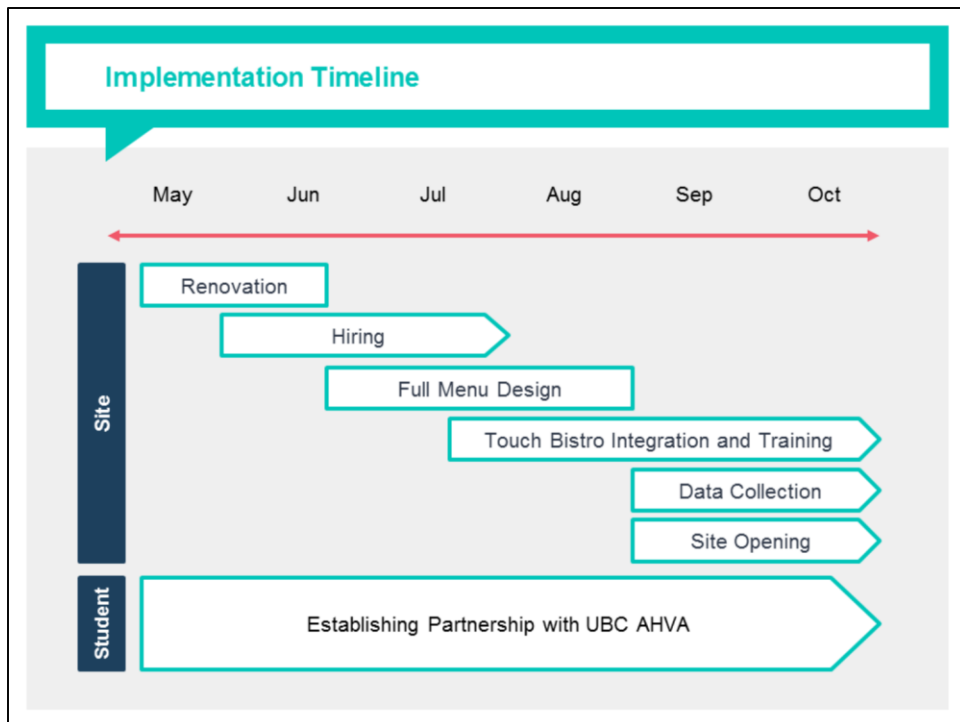 Implementation Timeline
May Jun Jul Aug Sep Oct
Site
Renovation
Hiring
Full Menu Design
Touch Bistro Integration and Training
Data Collection
Site Opening
Student
Establishing Partnership with UBC AHVA